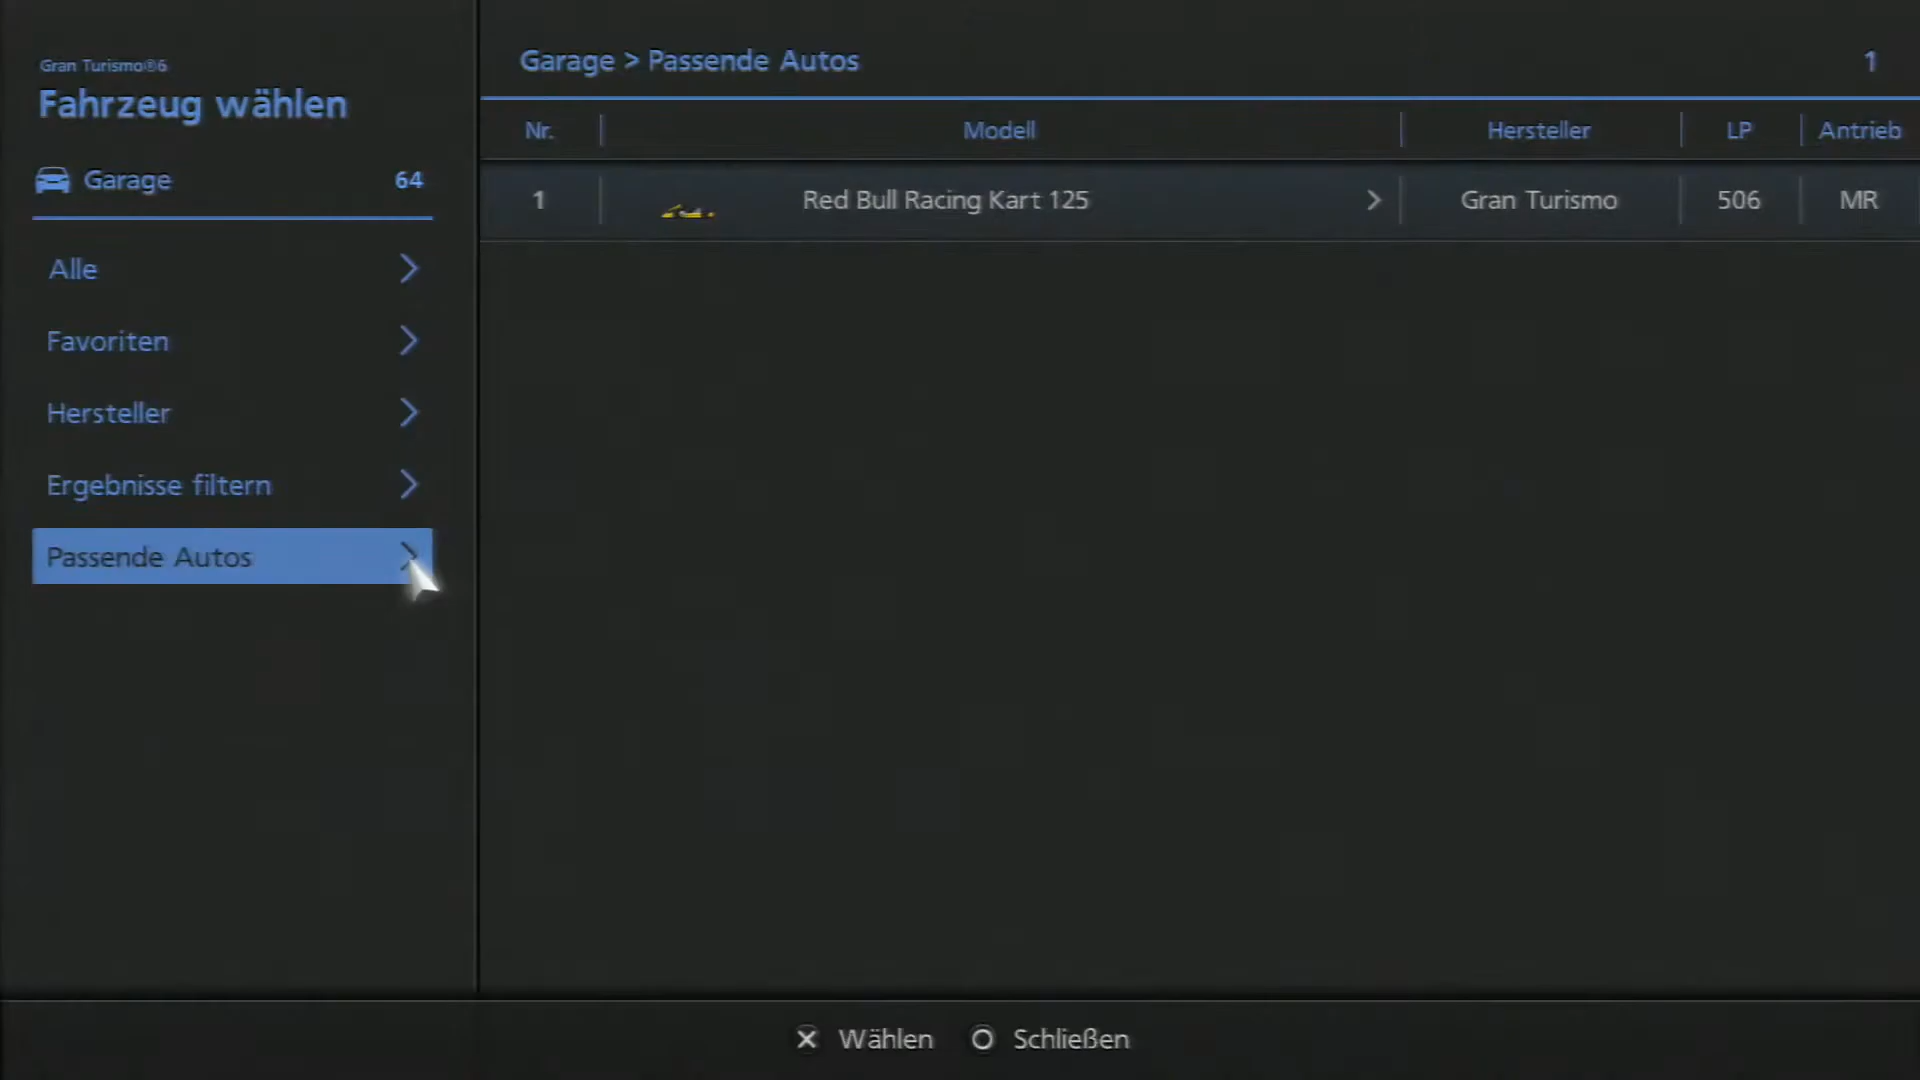 Gran Turismo®6
Fahrzeug wählen
Garage 64
Alle
Favoriten
Hersteller
Ergebnisse filtern
Passende Autos
Garage > Passende Autos 1
Nr. Modell Hersteller LP Antrieb
1 Red Bull Racing Kart 125 Gran Turismo 506 MR
Wählen Schließen